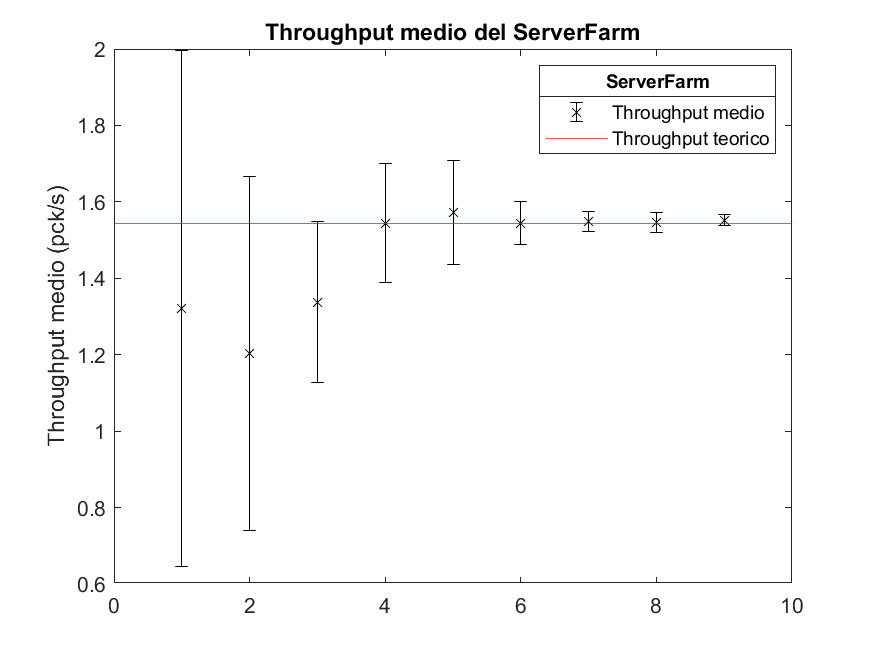 Throughput medio del ServerFarm
ServerFarm
Throughput medio
Throughput teorico
Throughput medio (pck/s)
2
1.8
1.6
1.4
1.2
1
0.8
0.6
0 2 4 6 8 10